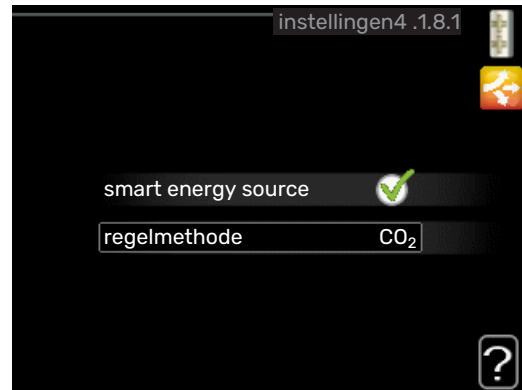 instellingen4 .1.8.1
smart energy source
regelmethode CO₂
?